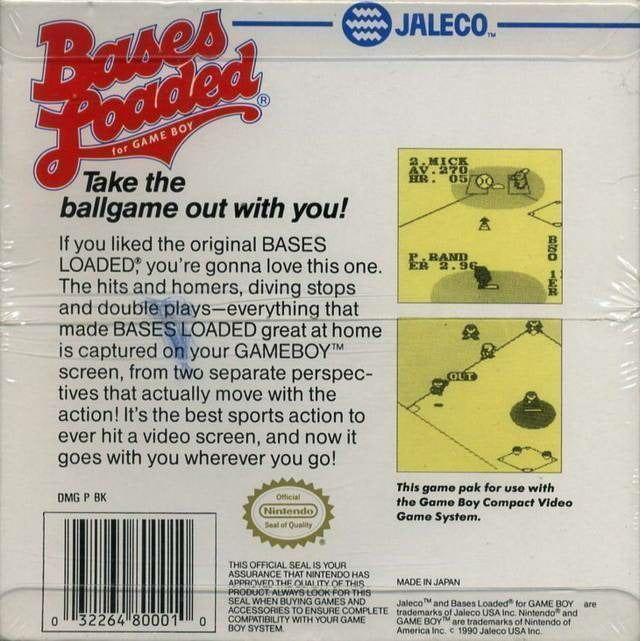 JALECO™
Bases
Loaded®
for GAME BOY
Take the
ballgame out with you!
If you liked the original BASES
LOADED,® you're gonna love this one.
The hits and homers, diving stops
and double plays—everything that
made BASES LOADED great at home
is captured on your GAMEBOY™
screen, from two separate perspec-
tives that actually move with the
action! It's the best sports action to
ever hit a video screen, and now it
goes with you wherever you go!
2.MICK
AV.270
HR. 05
P.RAND
ER 2.96
B
S
O
1
E
R
OUT
This game pak for use with
the Game Boy Compact Video
Game System.
DMG P BK
Official
Nintendo
Seal of Quality
0 32264 80001 0
THIS OFFICIAL SEAL IS YOUR
ASSURANCE THAT NINTENDO HAS
APPROVED THE QUALITY OF THIS
PRODUCT. ALWAYS LOOK FOR THIS
SEAL WHEN BUYING GAMES AND
ACCESSORIES TO ENSURE COMPLETE
COMPATIBILITY WITH YOUR GAME
BOY SYSTEM.
MADE IN JAPAN
Jaleco™ and Bases Loaded® for GAME BOY are
trademarks of Jaleco USA Inc. Nintendo® and
GAME BOY™ are trademarks of Nintendo of
America Inc. © 1990 Jaleco USA Inc.